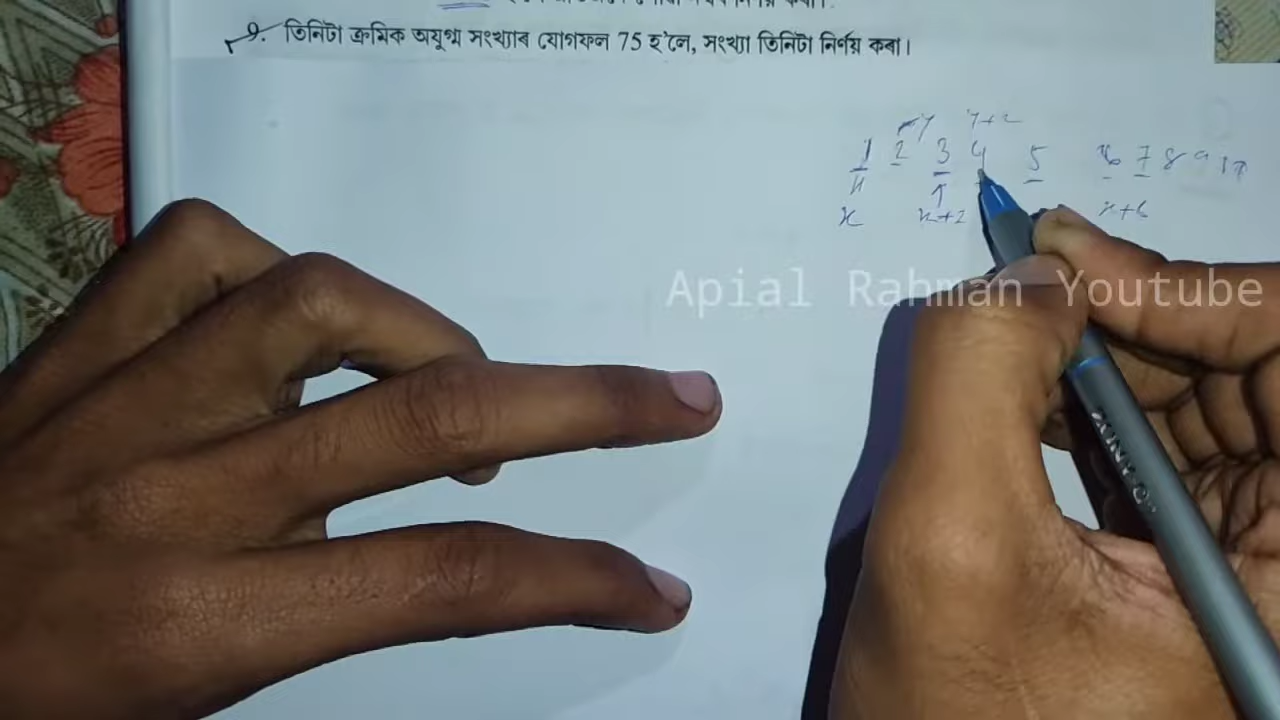 9. তিনিটা ক্ৰমিক অযুগ্ম সংখ্যাৰ যোগফল 75 হ'লে, সংখ্যা তিনিটা নিৰ্ণয় কৰা।
y y+2
1 2 3 4 5 6 7 8 9
x x+2 x+6
Apial Rahman Youtube